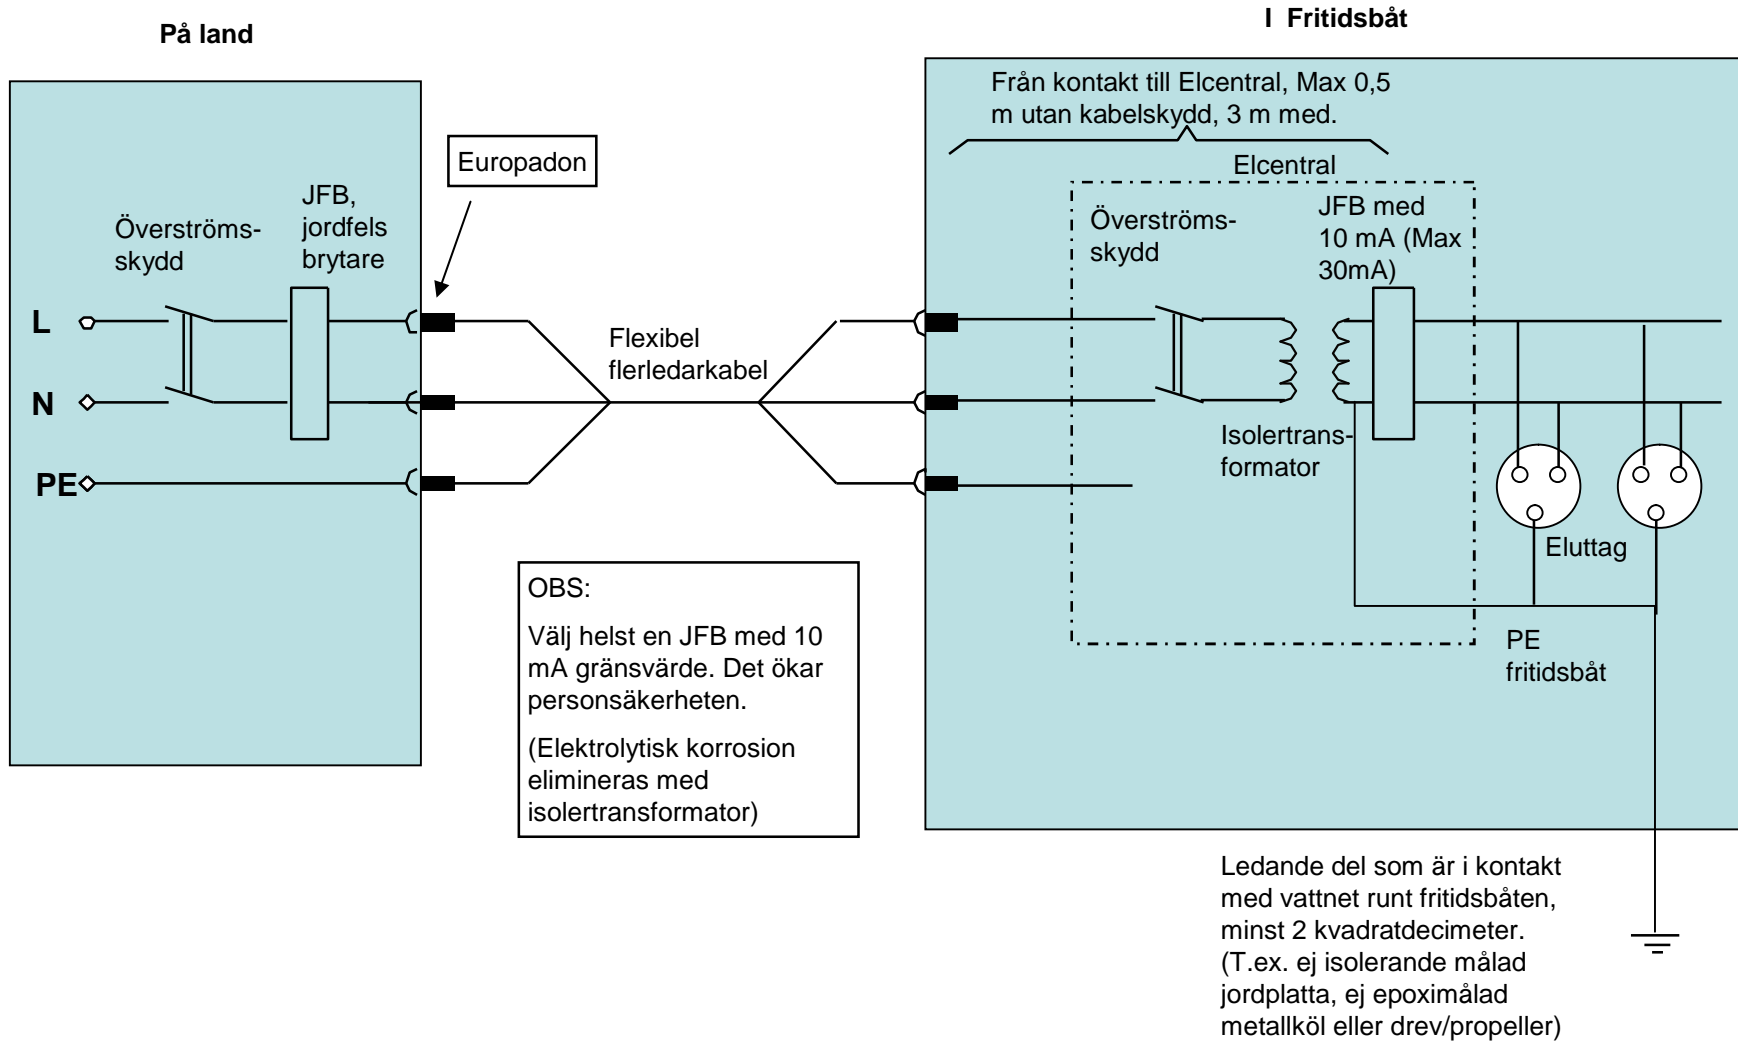 På land
I Fritidsbåt
Från kontakt till Elcentral, Max 0,5
m utan kabelskydd, 3 m med.
Europadon
Elcentral
JFB,
jordfels
brytare
Överströms-
skydd
Överströms-
skydd
JFB med
10 mA (Max
30mA)
L
N
PE
Flexibel
flerledarkabel
Isolertrans-
formator
Eluttag
PE
fritidsbåt
OBS:
Välj helst en JFB med 10
mA gränsvärde. Det ökar
personsäkerheten.
(Elektrolytisk korrosion
elimineras med
isolertransformator)
Ledande del som är i kontakt
med vattnet runt fritidsbåten,
minst 2 kvadratdecimeter.
(T.ex. ej isolerande målad
jordplatta, ej epoximålad
metallköl eller drev/propeller)